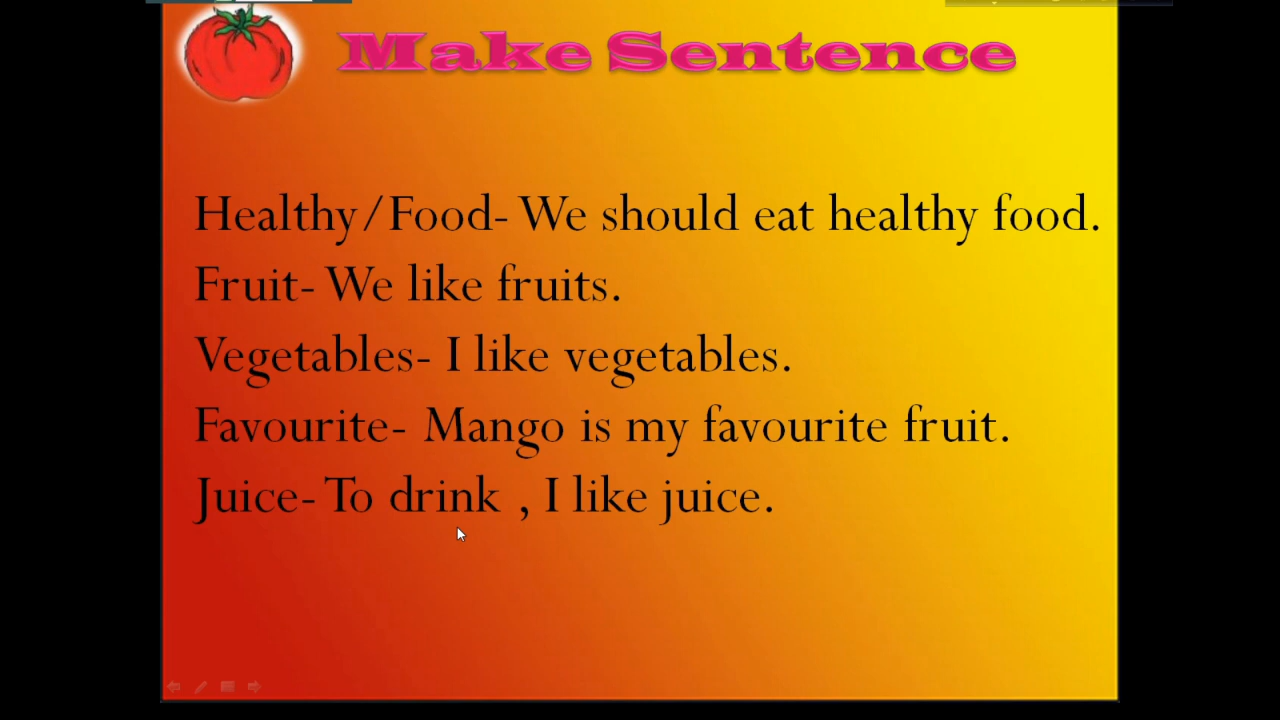 Make Sentence
Healthy/Food- We should eat healthy food.
Fruit- We like fruits.
Vegetables- I like vegetables.
Favourite- Mango is my favourite fruit.
Juice- To drink , I like juice.